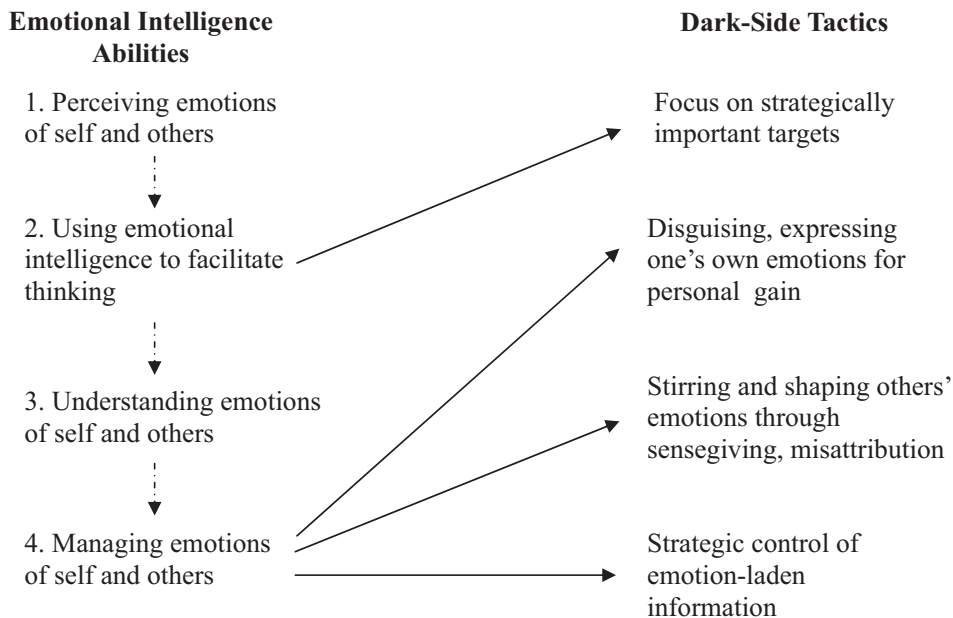 Emotional Intelligence
Abilities
1. Perceiving emotions
of self and others
2. Using emotional
intelligence to facilitate
thinking
3. Understanding emotions
of self and others
4. Managing emotions
of self and others
Dark-Side Tactics
Focus on strategically
important targets
Disguising, expressing
one’s own emotions for
personal gain
Stirring and shaping others’
emotions through
sensegiving, misattribution
Strategic control of
emotion-laden
information